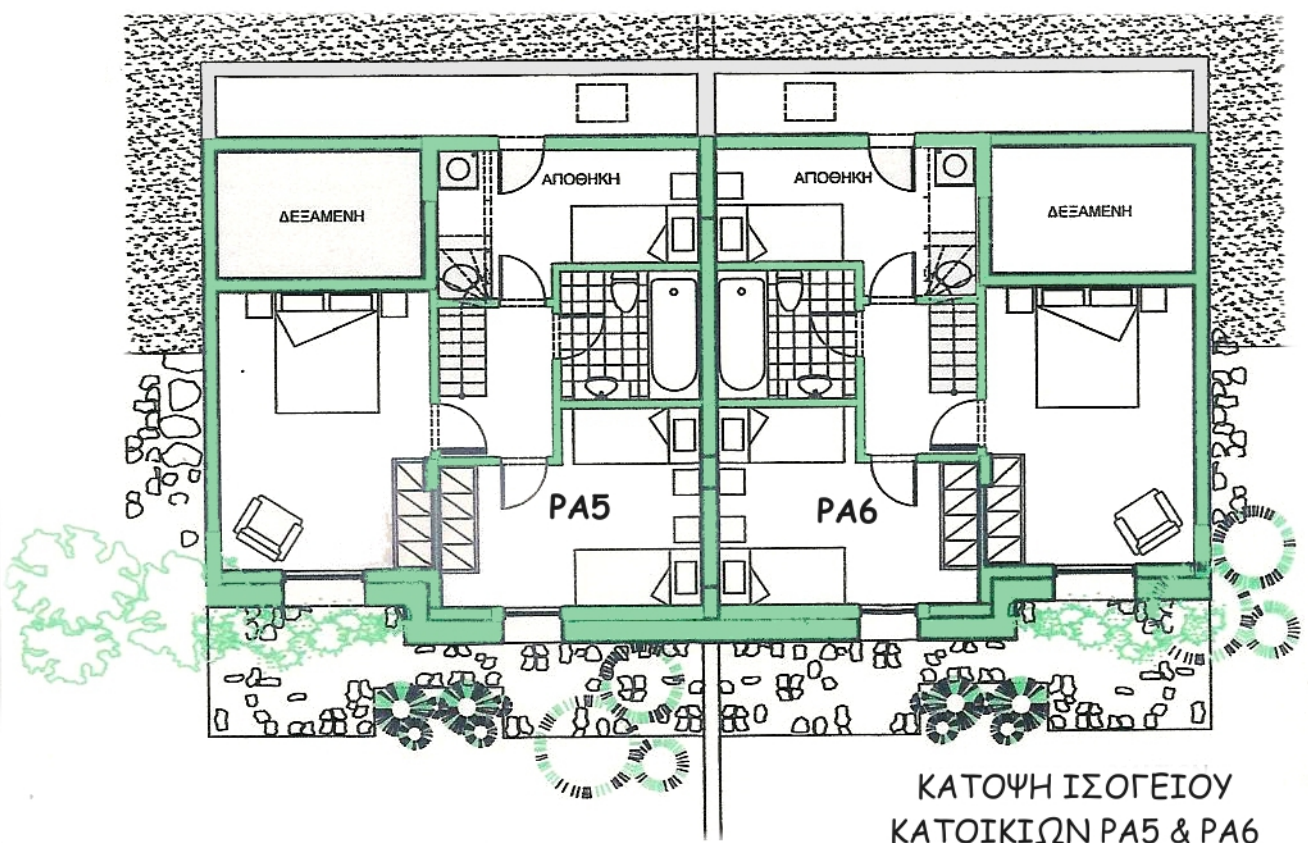 ΑΠΟΘΗΚΗ
ΑΠΟΘΗΚΗ
ΔΕΞΑΜΕΝΗ
ΔΕΞΑΜΕΝΗ
PA5
PA6
ΚΑΤΟΨΗ ΙΣΟΓΕΙΟΥ
ΚΑΤΟΙΚΙΩΝ PA5 & PA6